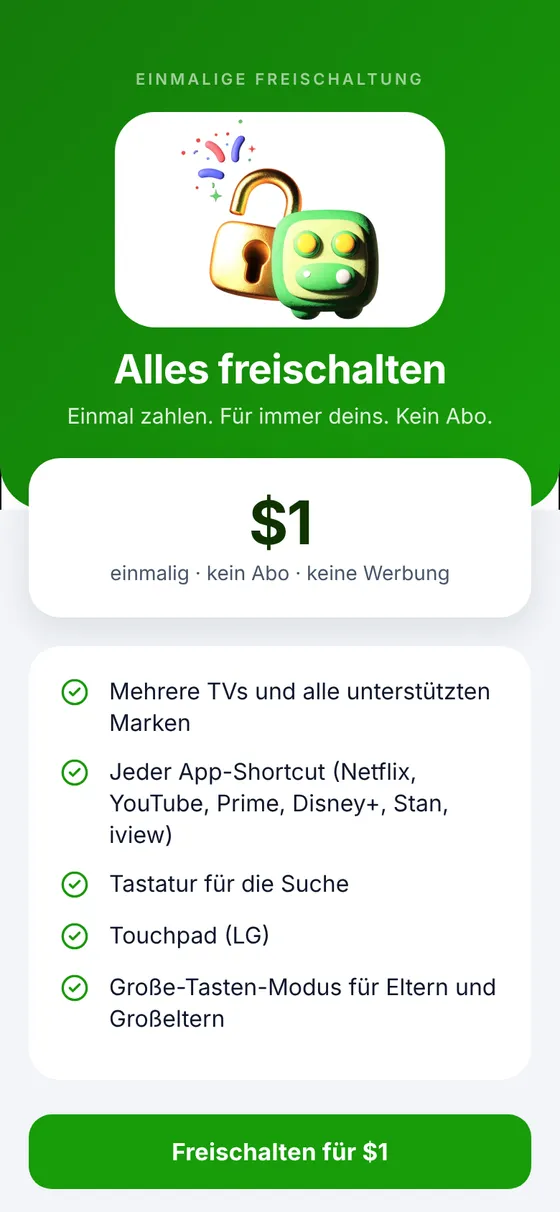 EINMALIGE FREISCHALTUNG
Alles freischalten
Einmal zahlen. Für immer deins. Kein Abo.
$1
einmalig · kein Abo · keine Werbung
Mehrere TVs und alle unterstützten
Marken
Jeder App-Shortcut (Netflix,
YouTube, Prime, Disney+, Stan,
iview)
Tastatur für die Suche
Touchpad (LG)
Große-Tasten-Modus für Eltern und
Großeltern
Freischalten für $1